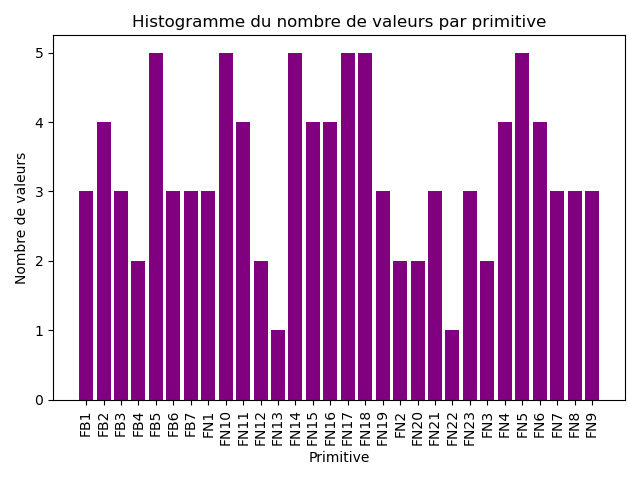 Histogramme du nombre de valeurs par primitive
Nombre de valeurs
5
4
3
2
1
0
FB1 FB2 FB3 FB4 FB5 FB6 FB7 FN1 FN10 FN11 FN12 FN13 FN14 FN15 FN16 FN17 FN18 FN19 FN2 FN20 FN21 FN22 FN23 FN3 FN4 FN5 FN6 FN7 FN8 FN9
Primitive